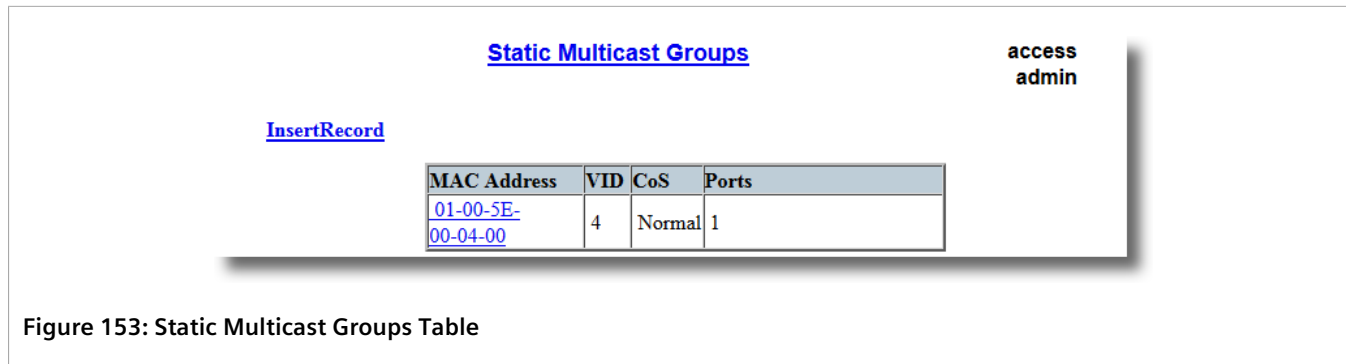 Static Multicast Groups
access
admin
InsertRecord
MAC Address VID CoS Ports
01-00-5E-
00-04-00 4 Normal 1
Figure 153: Static Multicast Groups Table